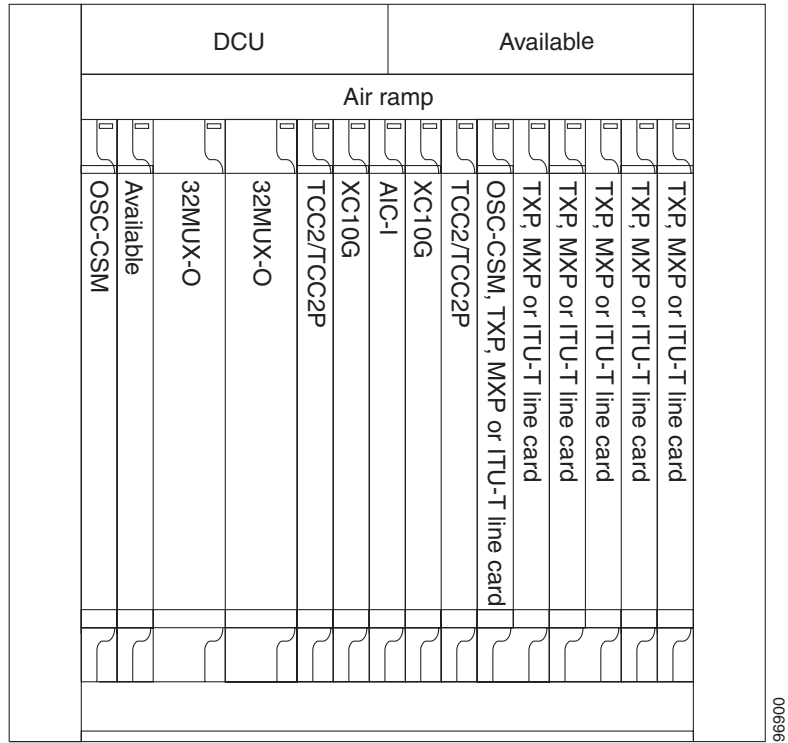 DCU
Available
Air ramp
OSC-CSM
Available
32MUX-O
32MUX-O
TCC2/TCC2P
XC10G
AIC-I
XC10G
TCC2/TCC2P
OSC-CSM, TXP, MXP or ITU-T line card
TXP, MXP or ITU-T line card
TXP, MXP or ITU-T line card
TXP, MXP or ITU-T line card
TXP, MXP or ITU-T line card
TXP, MXP or ITU-T line card
96900